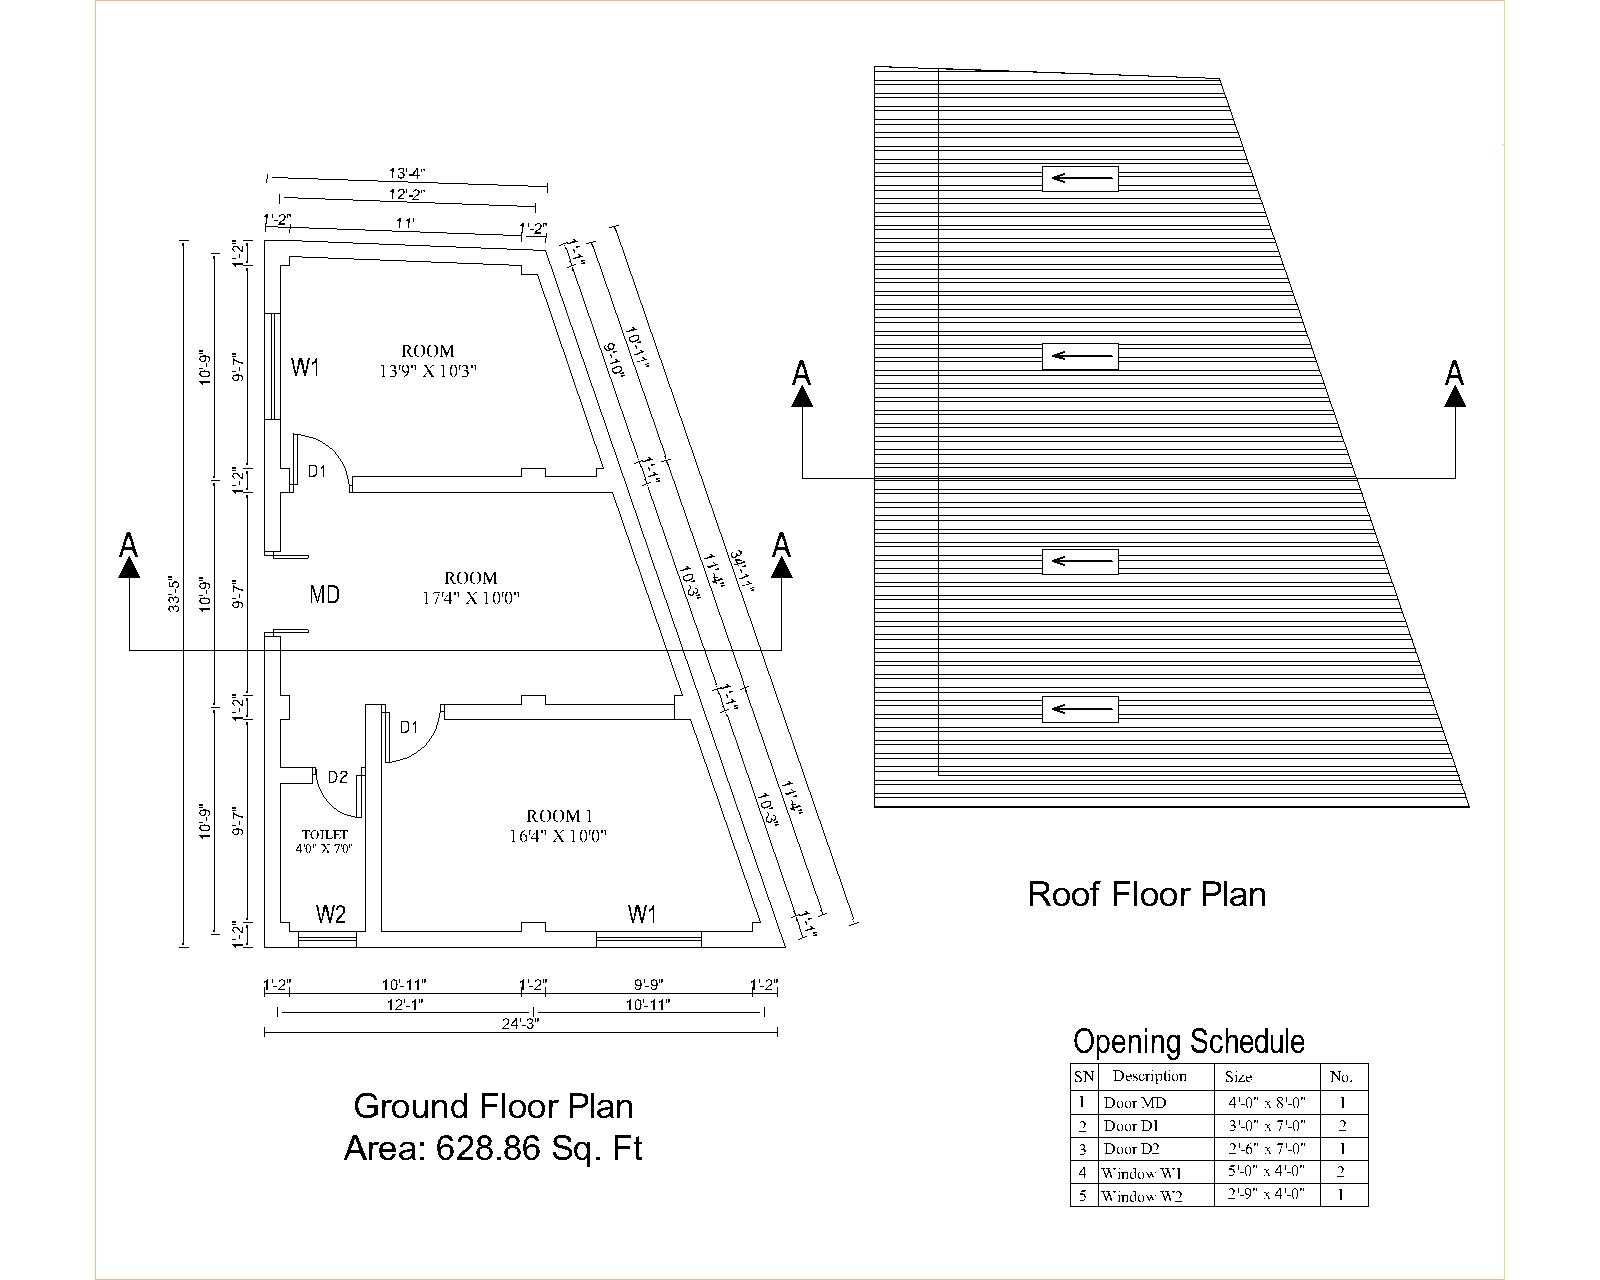 13'-4"
12'-2"
1'-2"
11'
1'-2"
1'-2"
10'-9"
9'-7"
1'-2"
33'-5"
10'-9"
9'-7"
1'-2"
10'-9"
9'-7"
1'-2"
1'-1"
9'-10"
10'-11"
1'-1"
10'-3"
11'-4"
34'-11"
1'-1"
10'-3"
11'-4"
1'-1"
W1
ROOM
13'9" X 10'3"
D1
A
A
MD
ROOM
17'4" X 10'0"
D1
D2
TOILET
4'0" X 7'0"
ROOM 1
16'4" X 10'0"
W2
W1
1'-2"
10'-11"
1'-2"
9'-9"
1'-2"
12'-1"
10'-11"
24'-3"
Ground Floor Plan
Area: 628.86 Sq. Ft
A
A
Roof Floor Plan
Opening Schedule
SN Description Size No.
1 Door MD 4'-0" x 8'-0" 1
2 Door D1 3'-0" x 7'-0" 2
3 Door D2 2'-6" x 7'-0" 1
4 Window W1 5'-0" x 4'-0" 2
5 Window W2 2'-9" x 4'-0" 1